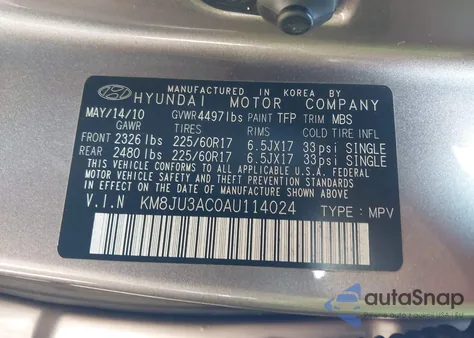 MANUFACTURED IN KOREA BY
HYUNDAI MOTOR COMPANY
MAY/14/10 GVWR 4497lbs PAINT TFP TRIM MBS
GAWR TIRES RIMS COLD TIRE INFL
FRONT 2326 lbs 225/60R17 6.5JX17 33psi SINGLE
REAR 2480 lbs 225/60R17 6.5JX17 33psi SINGLE
THIS VEHICLE CONFORMS TO ALL APPLICABLE U.S.A. FEDERAL
MOTOR VEHICLE SAFETY AND THEFT PREVENTION STANDARDS IN
EFFECT ON THE DATE OF MANUFACTURE SHOWN ABOVE.
V.I.N KM8JU3AC0AU114024 TYPE : MPV
autoSnap